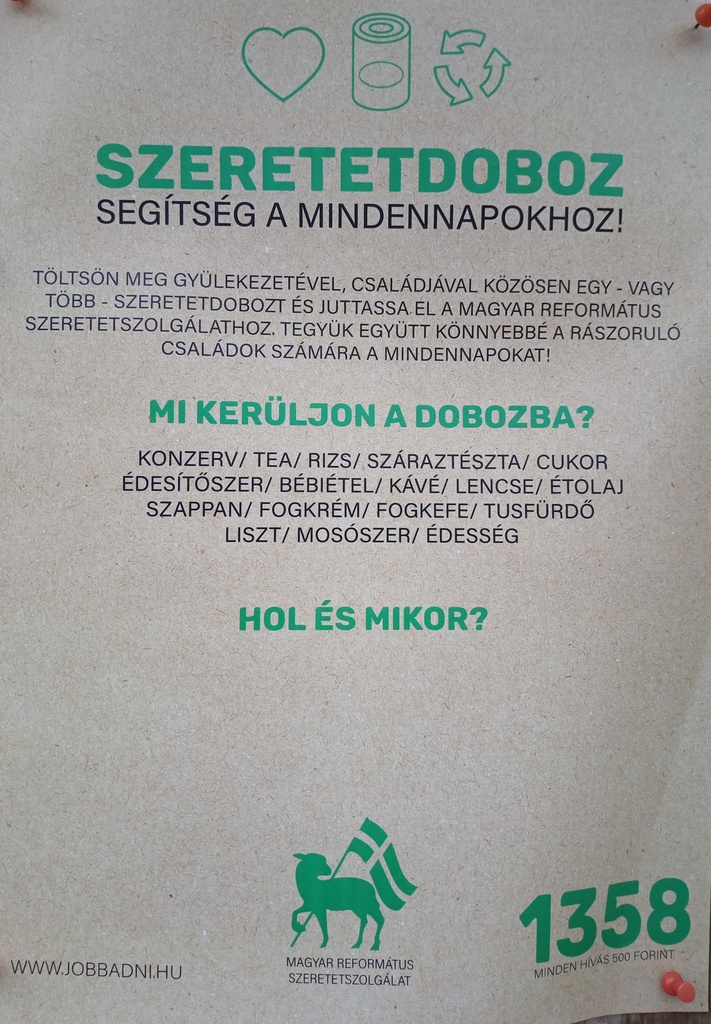 SZERETETDOBOZ
SEGÍTSÉG A MINDENNAPOKHOZ!
TÖLTSÖN MEG GYÜLEKEZETÉVEL, CSALÁDJÁVAL KÖZÖSEN EGY - VAGY
TÖBB - SZERETETDOBOZT ÉS JUTTASSA EL A MAGYAR REFORMÁTUS
SZERETETSZOLGÁLATHOZ. TEGYÜK EGYÜTT KÖNNYEBBÉ A RÁSZORULÓ
CSALÁDOK SZÁMÁRA A MINDENNAPOKAT!
MI KERÜLJON A DOBOZBA?
KONZERV/ TEA/ RIZS/ SZÁRAZTÉSZTA/ CUKOR
ÉDESÍTŐSZER/ BÉBIÉTEL/ KÁVÉ/ LENCSE/ ÉTOLAJ
SZAPPAN/ FOGKRÉM/ FOGKEFE/ TUSFÜRDŐ
LISZT/ MOSÓSZER/ ÉDESSÉG
HOL ÉS MIKOR?
WWW.JOBBADNI.HU
MAGYAR REFORMÁTUS
SZERETETSZOLGÁLAT
1358
MINDEN HÍVÁS 500 FORINT